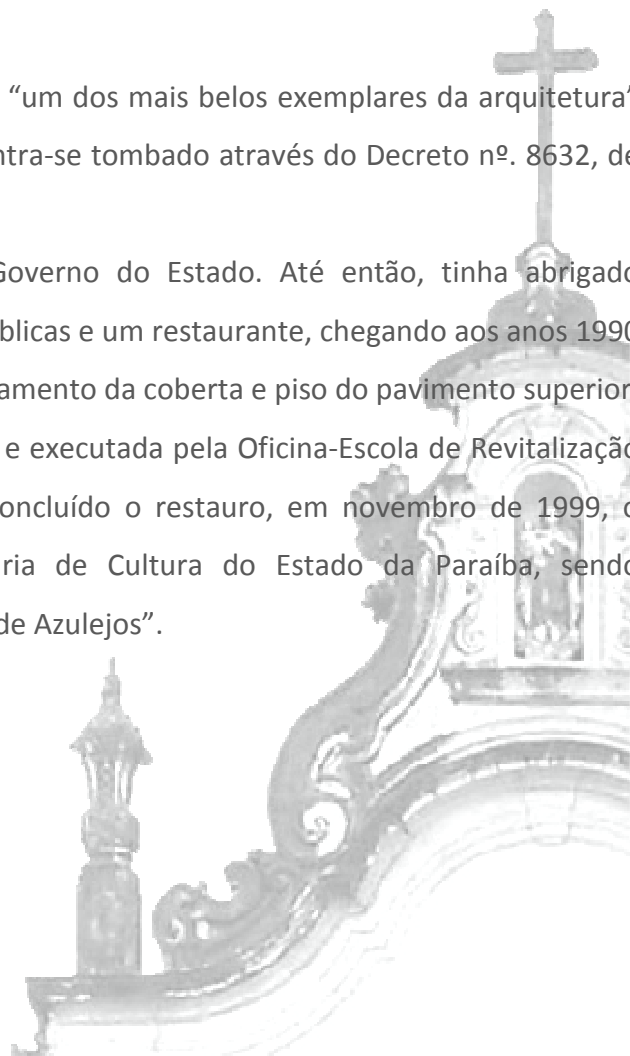 “um dos mais belos exemplares da arquitetura”
ntra-se tombado através do Decreto nº. 8632, de
Governo do Estado. Até então, tinha abrigado
blicas e um restaurante, chegando aos anos 1990
amento da coberta e piso do pavimento superior
e executada pela Oficina-Escola de Revitalização
oncluído o restauro, em novembro de 1999, o
ria de Cultura do Estado da Paraíba, sendo
de Azulejos”.